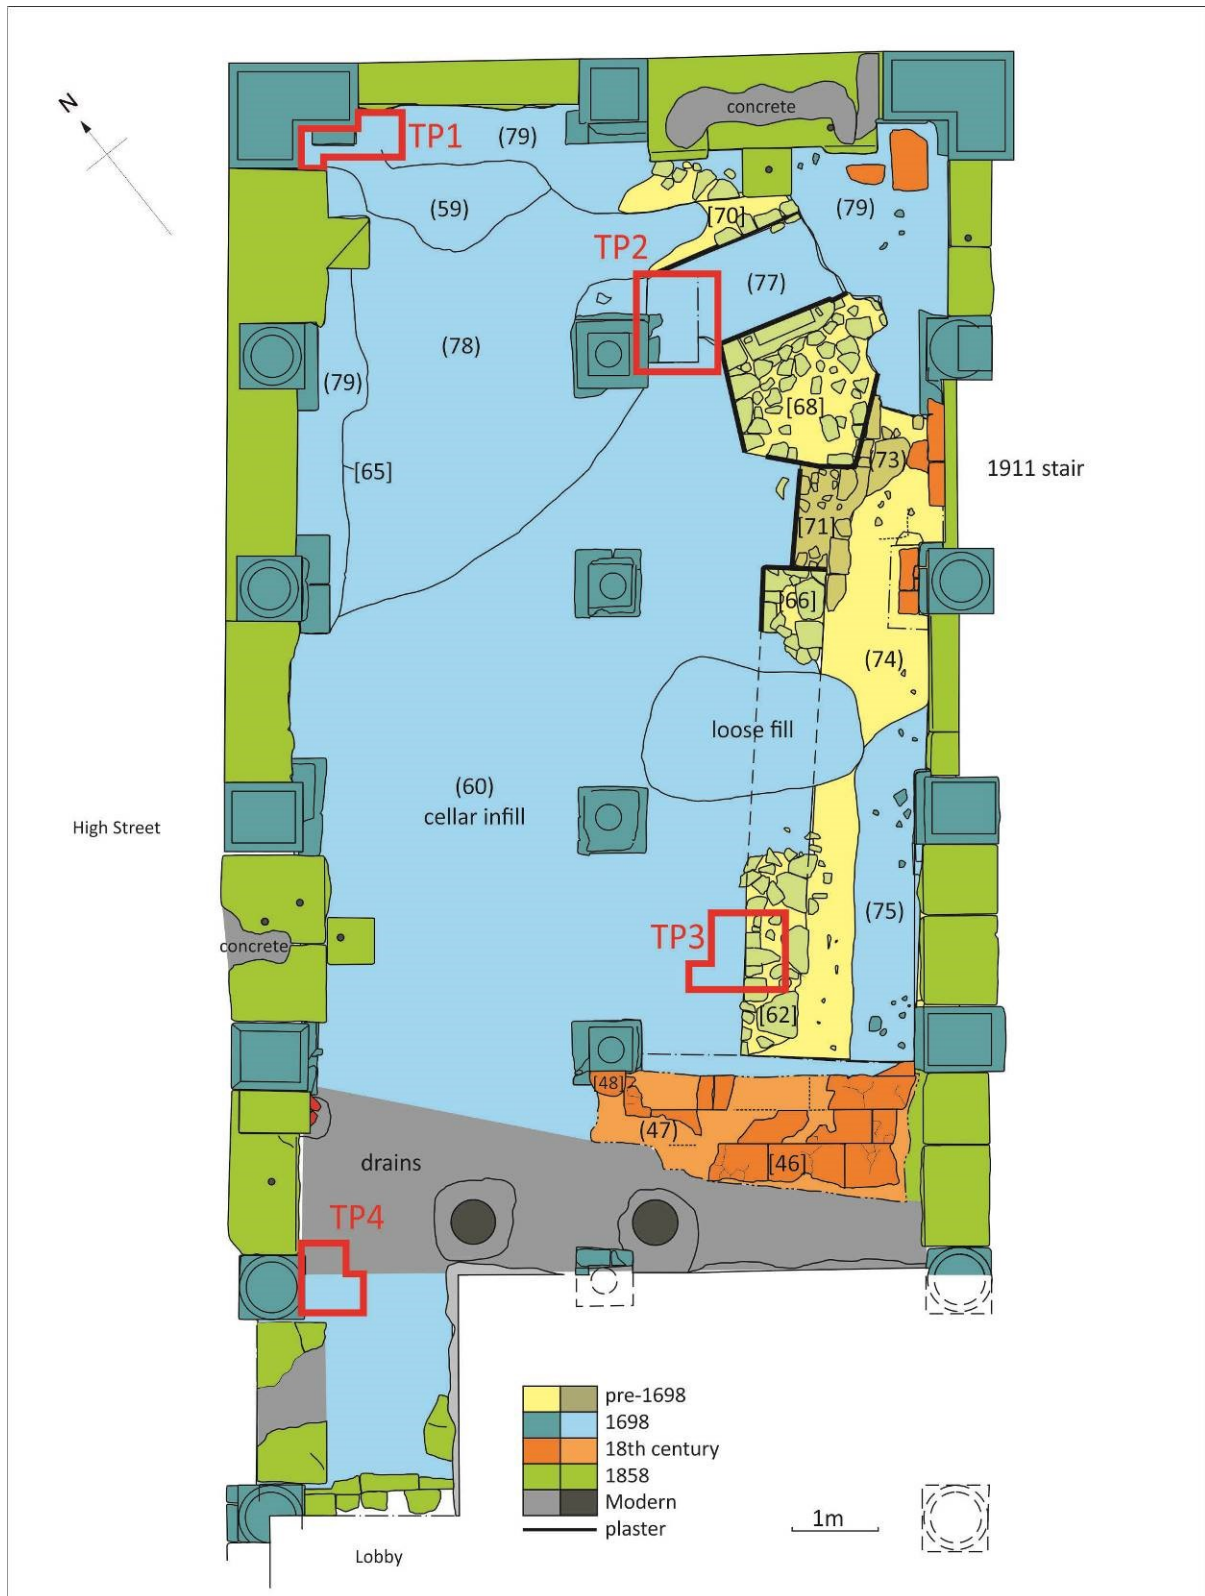 concrete
N
TP1
(79)
(59)
[70]
(79)
TP2
(77)
(78)
(79)
[68]
[65]
(73)
1911 stair
[71]
[66]
(74)
loose fill
(60)
cellar infill
High Street
(75)
TP3
concrete
[62]
[48]
(47)
[46]
drains
TP4
pre-1698
1698
18th century
1858
Modern
plaster
1m
Lobby